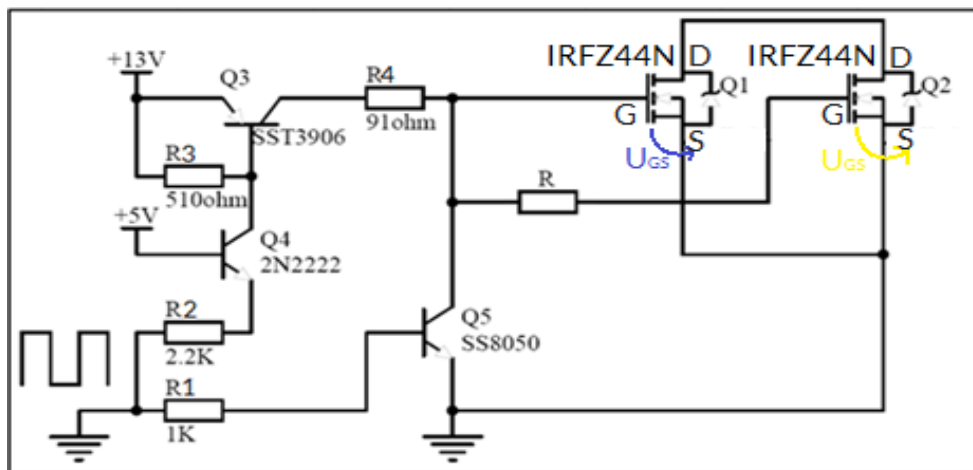 +13V
Q3
SST3906
R3
510ohm
+5V
Q4
2N2222
R2
2.2K
R1
1K
R4
91ohm
IRFZ44N D
Q1
G
S
UGS
IRFZ44N D
Q2
G
S
UGS
R
Q5
SS8050